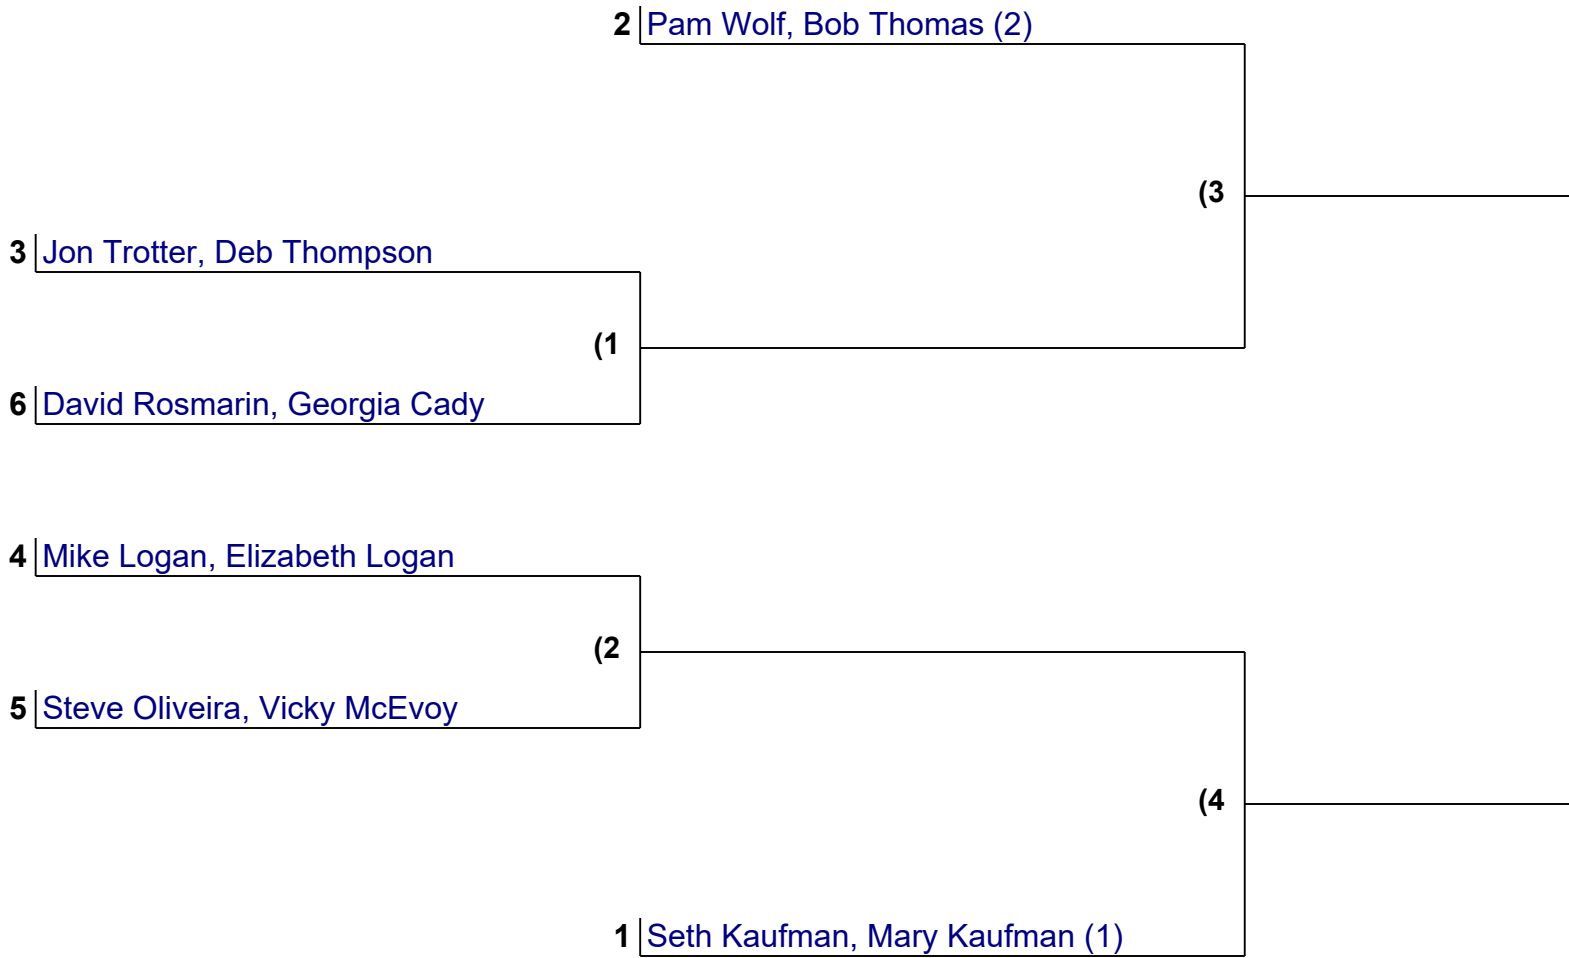 2 Pam Wolf, Bob Thomas (2)
(3
3 Jon Trotter, Deb Thompson
(1
6 David Rosmarin, Georgia Cady
4 Mike Logan, Elizabeth Logan
(2
5 Steve Oliveira, Vicky McEvoy
(4
1 Seth Kaufman, Mary Kaufman (1)